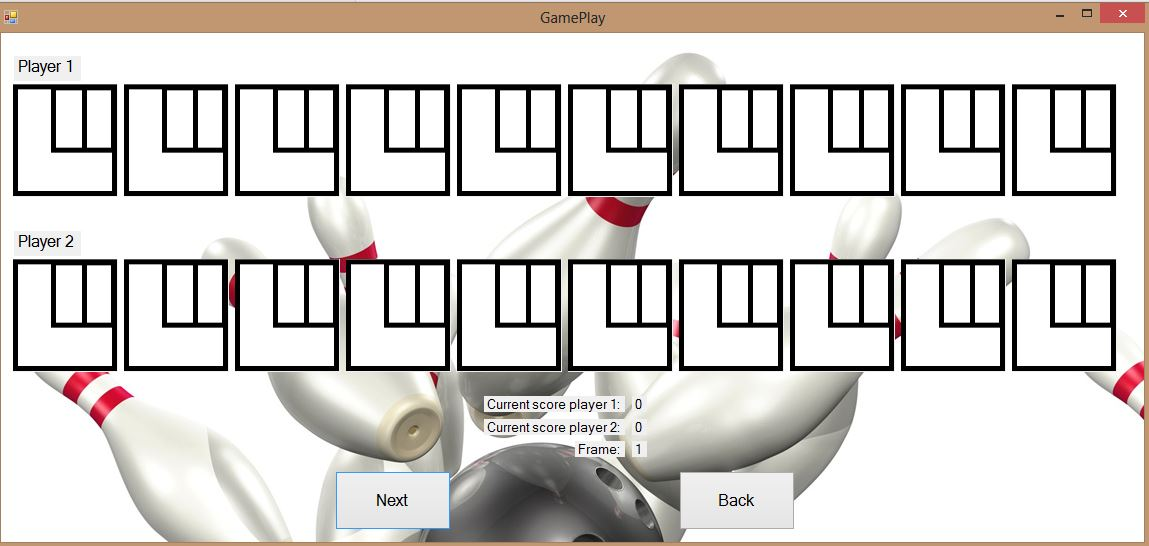 GamePlay
Player 1
Player 2
Current score player 1: 0
Current score player 2: 0
Frame: 1
Next Back